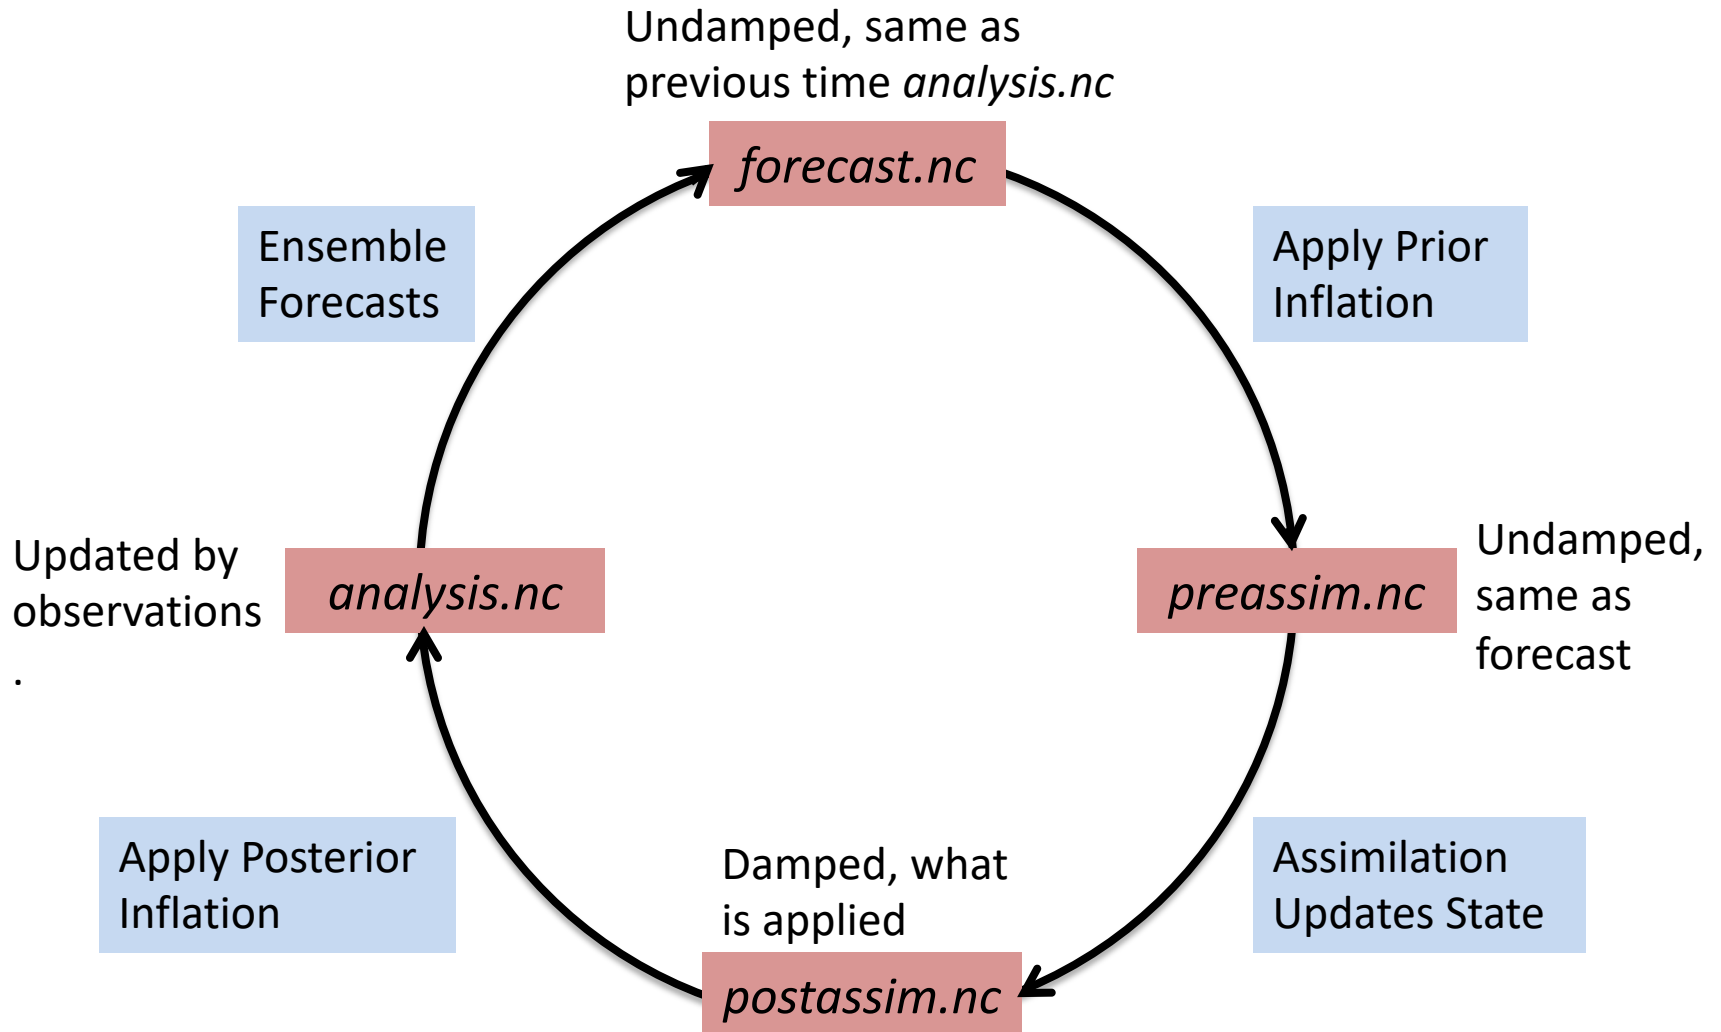 Undamped, same as
previous time analysis.nc
forecast.nc
Ensemble
Forecasts
Apply Prior
Inflation
Updated by
observations
.
analysis.nc
preassim.nc
Undamped,
same as
forecast
Apply Posterior
Inflation
Damped, what
is applied
postassim.nc
Assimilation
Updates State